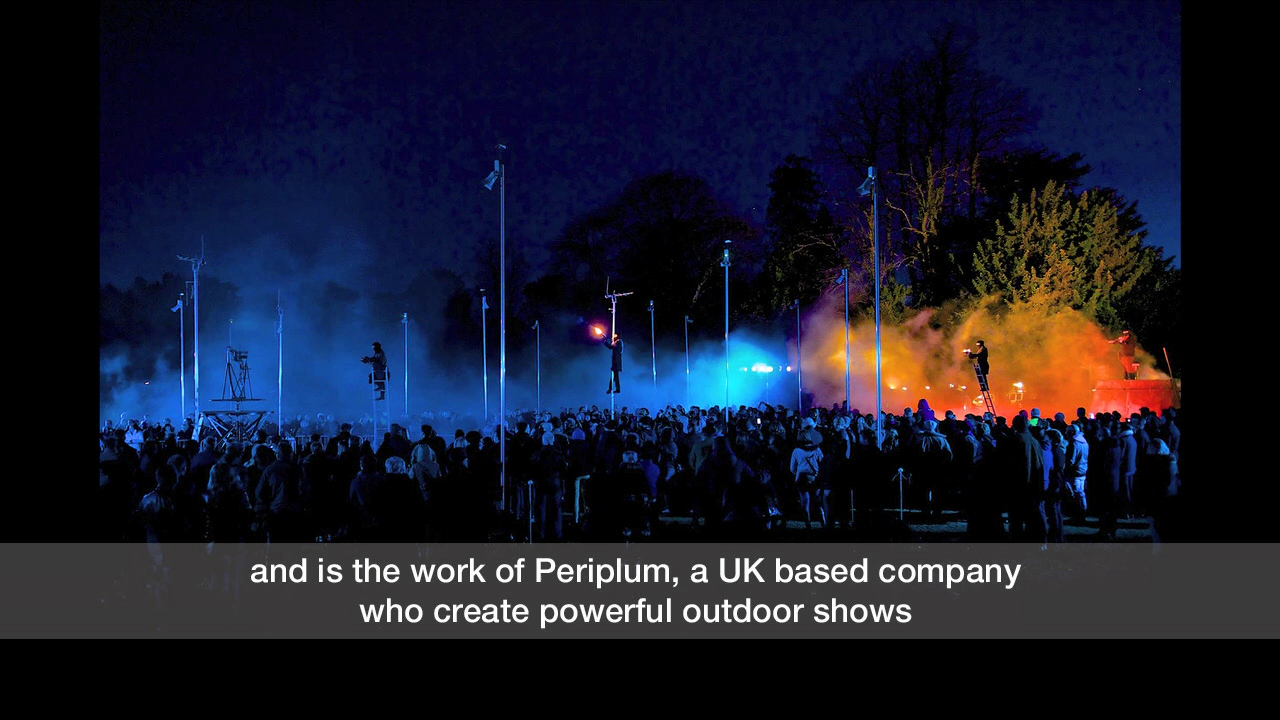 and is the work of Periplum, a UK based company
who create powerful outdoor shows